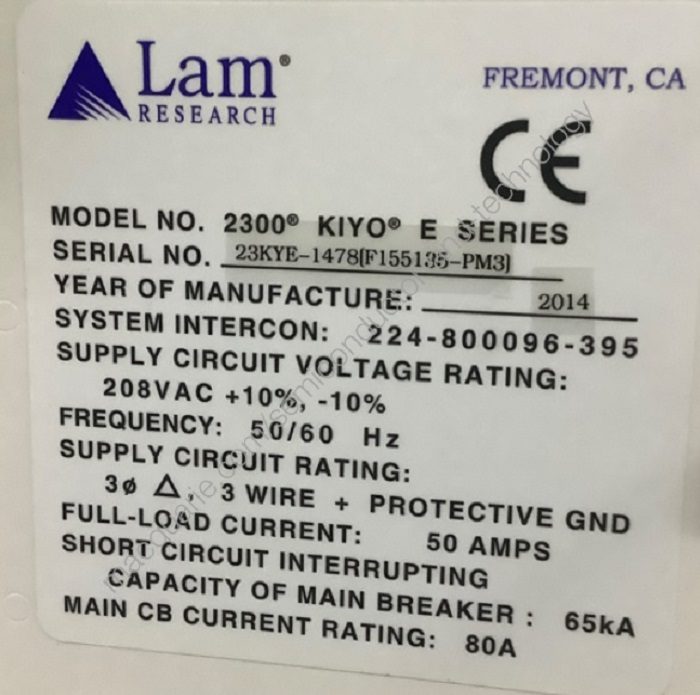 Lam®
RESEARCH
FREMONT, CA
CE
MODEL NO. 2300® KIYO® E SERIES
SERIAL NO. 23KYE-1478(F155135-PM3)
YEAR OF MANUFACTURE: 2014
SYSTEM INTERCON: 224-800096-395
SUPPLY CIRCUIT VOLTAGE RATING:
208VAC +10%, -10%
FREQUENCY: 50/60 Hz
SUPPLY CIRCUIT RATING:
3ø Δ, 3 WIRE + PROTECTIVE GND
FULL-LOAD CURRENT: 50 AMPS
SHORT CIRCUIT INTERRUPTING
CAPACITY OF MAIN BREAKER : 65kA
MAIN CB CURRENT RATING: 80A